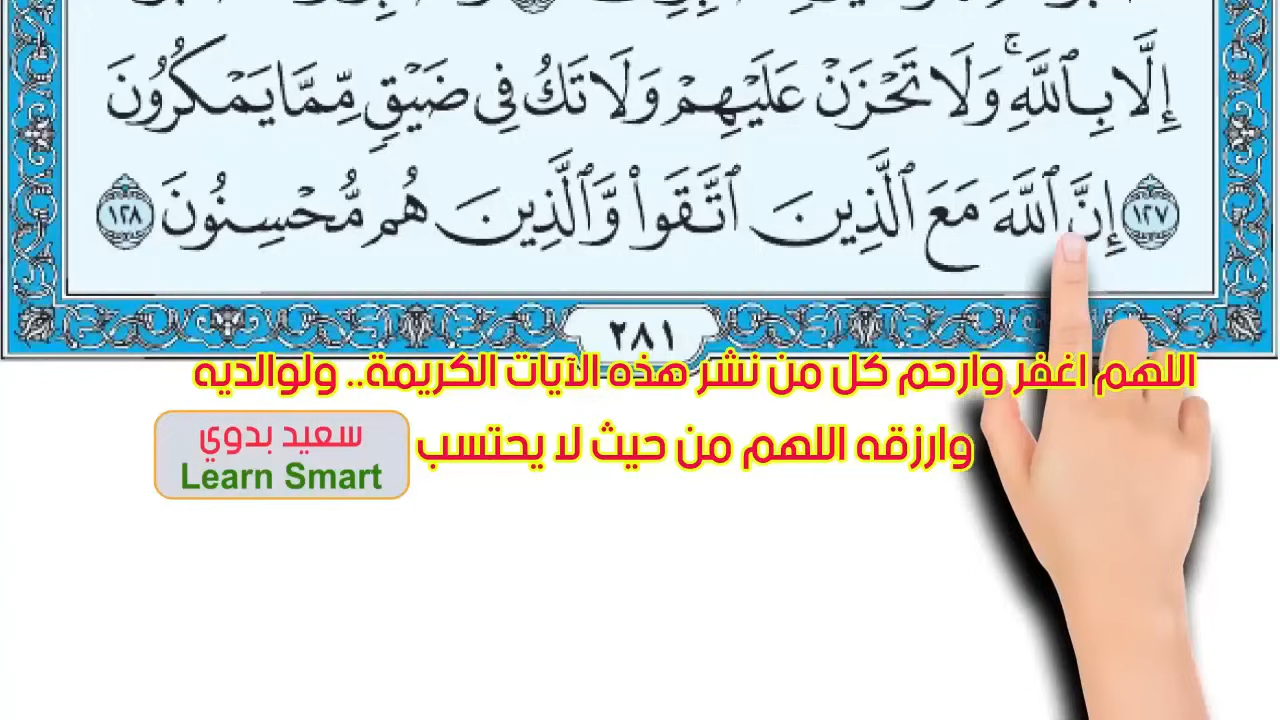 إِلَّا بِٱللَّهِۚ وَلَا تَحْزَنْ عَلَيْهِمْ وَلَا تَكُ فِى ضَيْقٍ مِّمَّا يَمْكُرُونَ
١٢٧ إِنَّ ٱللَّهَ مَعَ ٱلَّذِينَ ٱتَّقَوا۟ وَّٱلَّذِينَ هُم مُّحْسِنُونَ ١٢٨
٢٨١
اللهم اغفر وارحم كل من نشر هذه الآيات الكريمة.. ولوالديه
وارزقه اللهم من حيث لا يحتسب
سعيد بدوي
Learn Smart